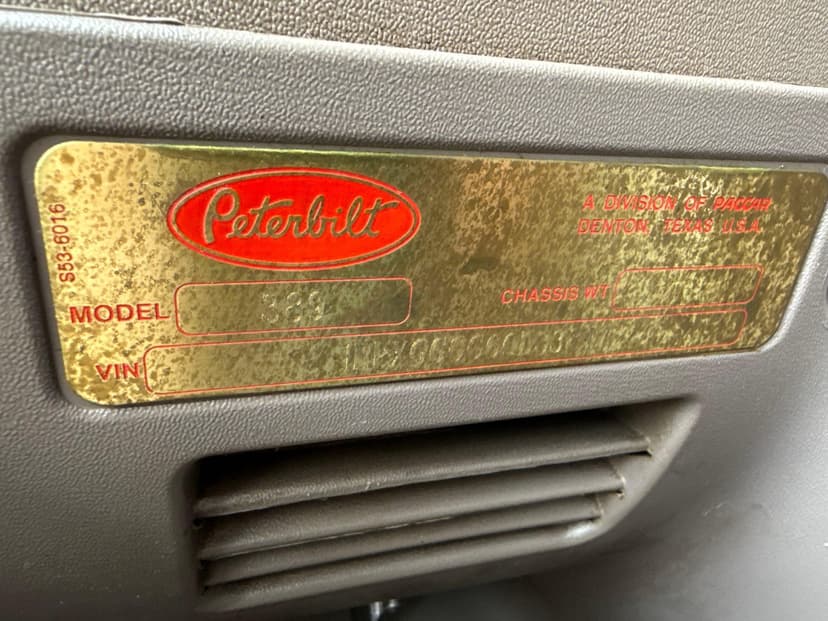 S53-6016
Peterbilt
A DIVISION OF PACCAR
DENTON, TEXAS U.S.A.
MODEL 389
CHASSIS WT
VIN